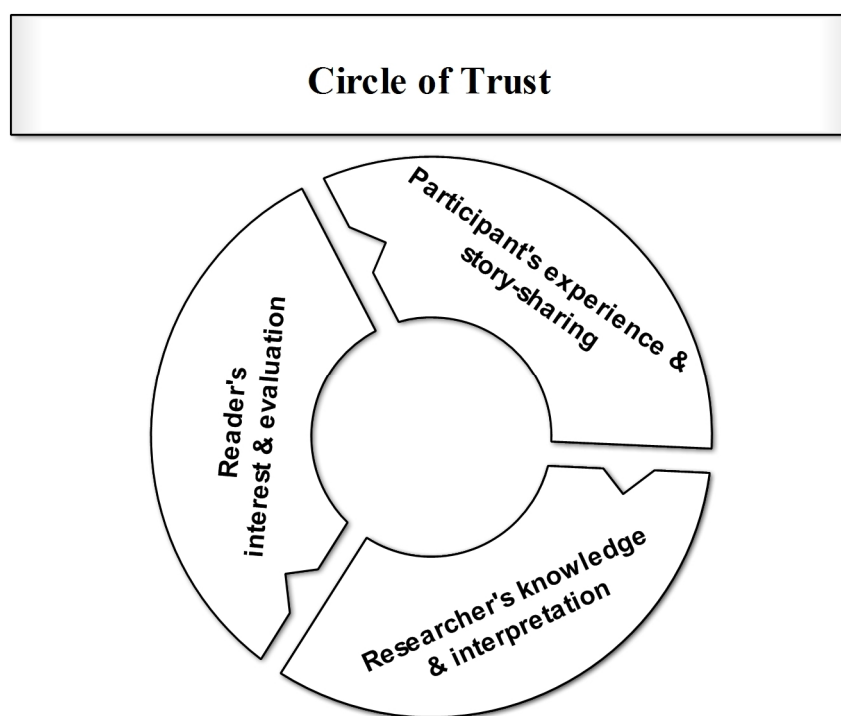 Circle of Trust
Participant's experience &
story-sharing
Researcher's knowledge
& interpretation
Reader's
interest & evaluation